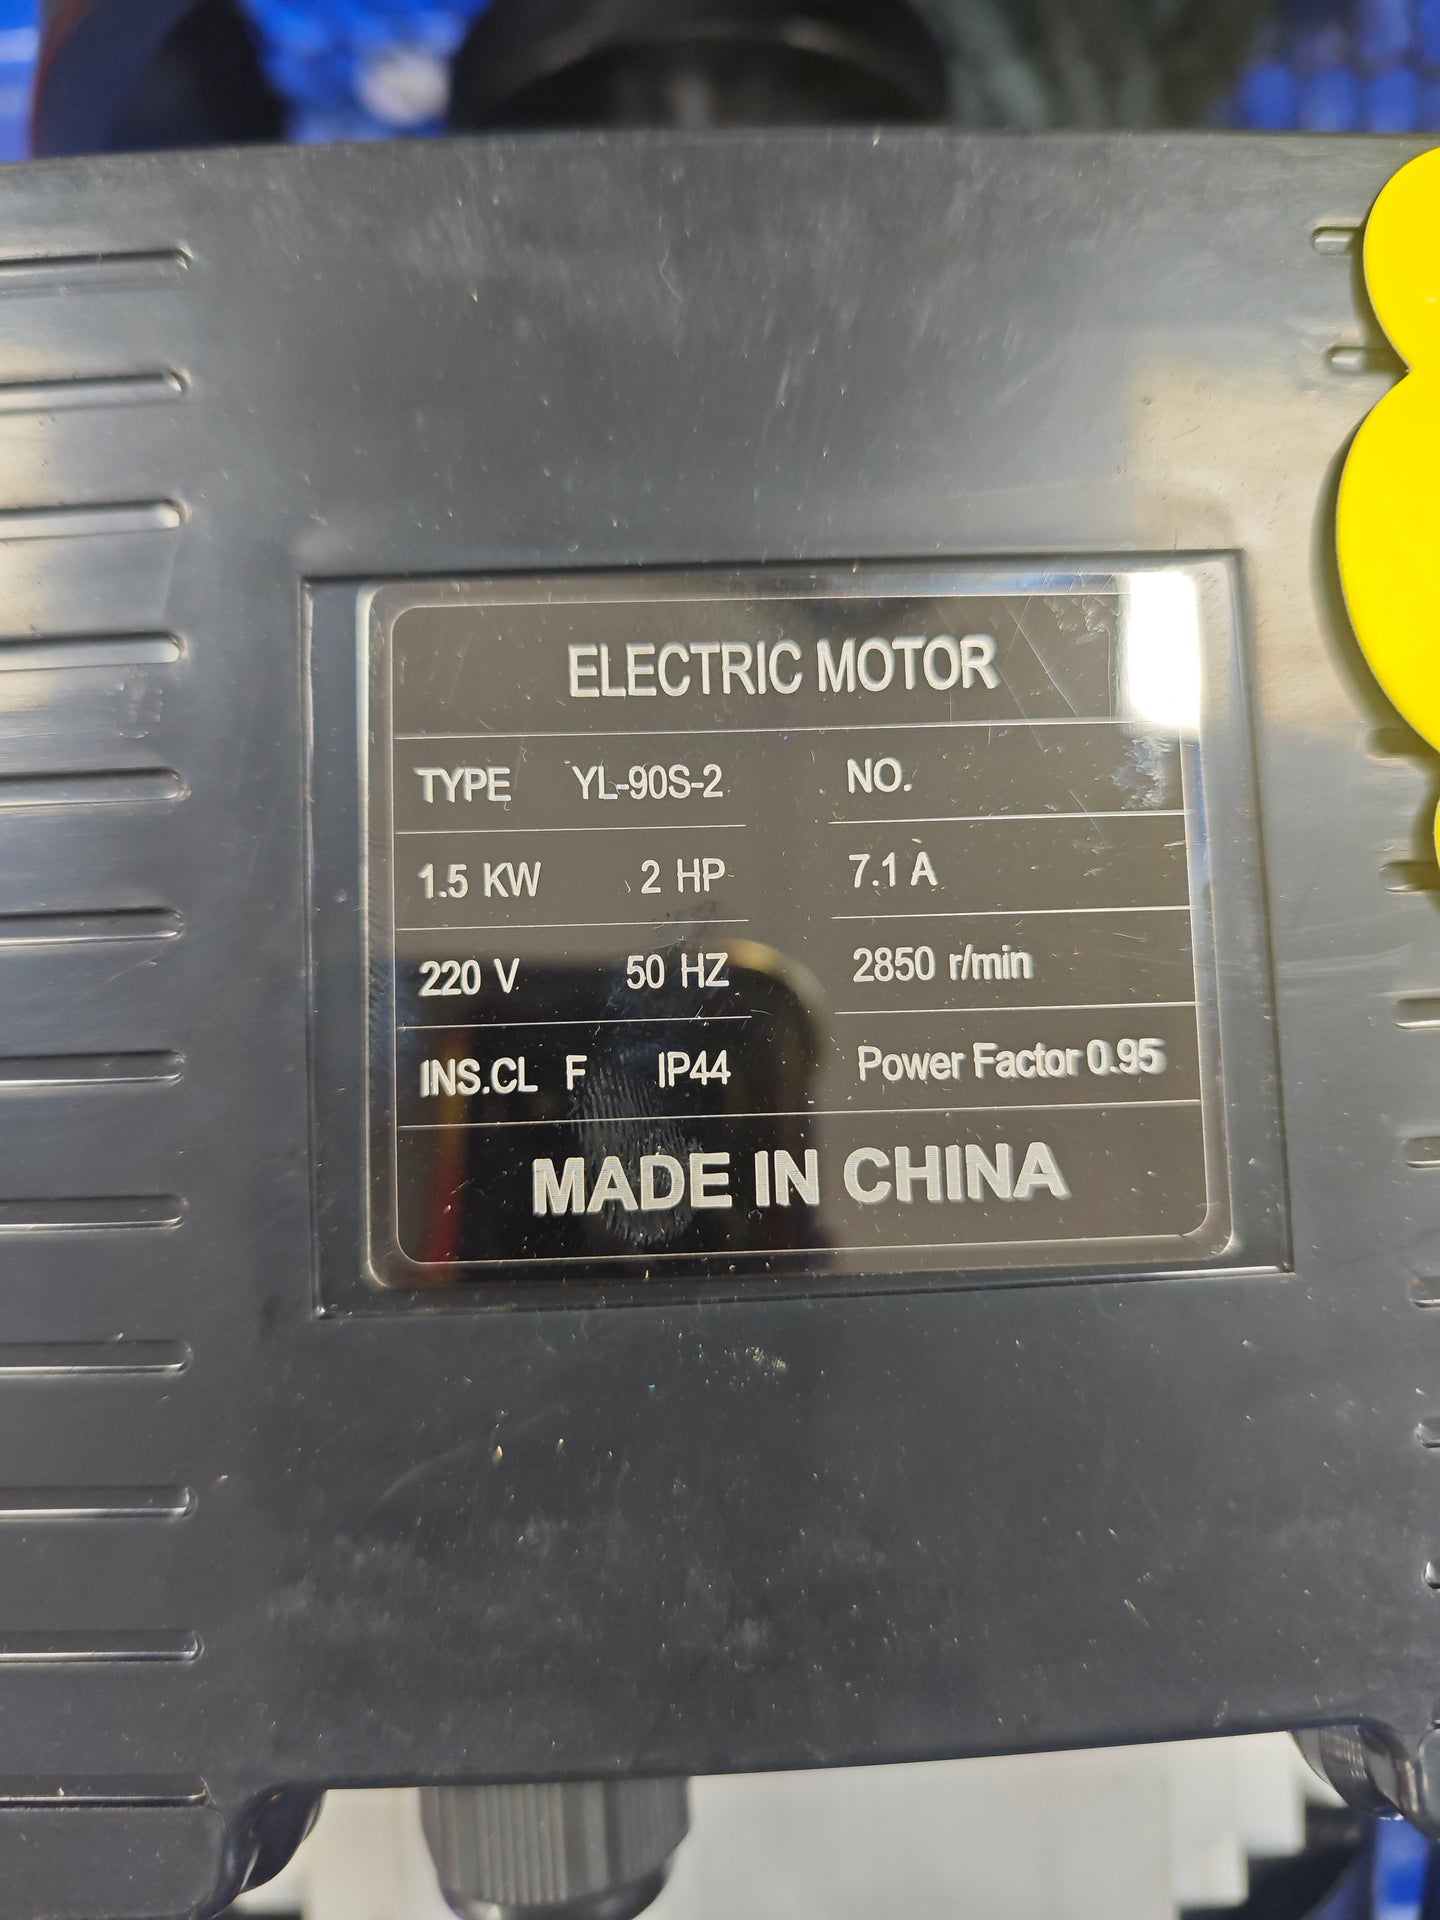 ELECTRIC MOTOR
TYPE YL-90S-2 NO.
1.5 KW 2 HP 7.1 A
220 V 50 HZ 2850 r/min
INS.CL F IP44 Power Factor 0.95
MADE IN CHINA